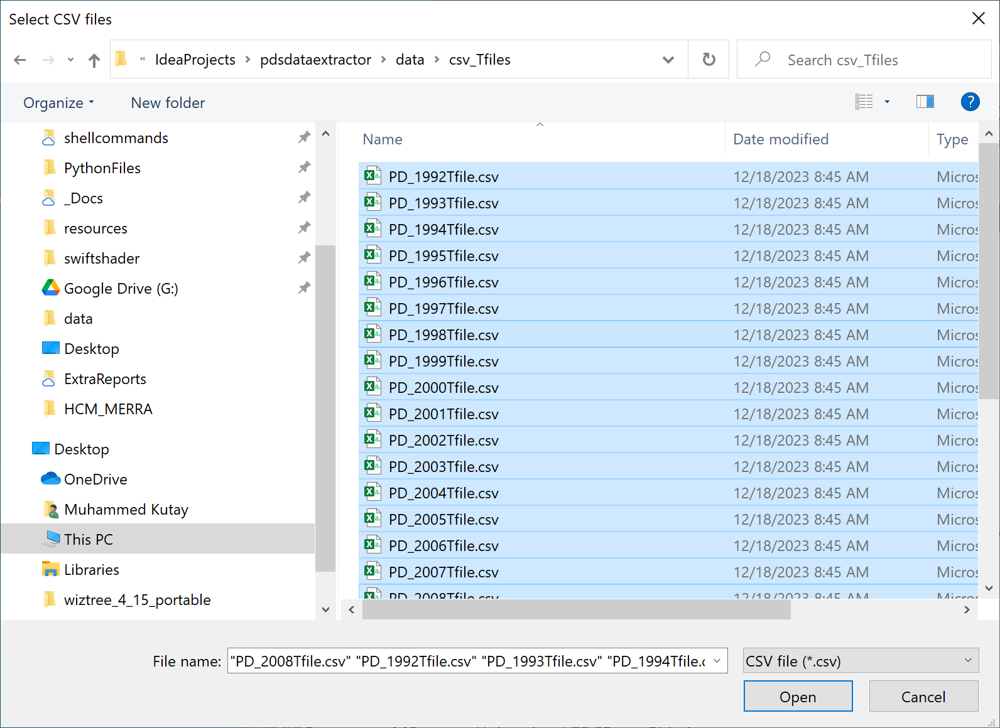 Select CSV files
« IdeaProjects › pdsdataextractor › data › csv_Tfiles
Search csv_Tfiles
Organize
New folder
?
shellcommands
PythonFiles
_Docs
resources
swiftshader
Google Drive (G:)
data
Desktop
ExtraReports
HCM_MERRA
Desktop
OneDrive
Muhammed Kutay
This PC
Libraries
wiztree_4_15_portable
Name Date modified Type
PD_1992Tfile.csv 12/18/2023 8:45 AM Micros
PD_1993Tfile.csv 12/18/2023 8:45 AM Micros
PD_1994Tfile.csv 12/18/2023 8:45 AM Micros
PD_1995Tfile.csv 12/18/2023 8:45 AM Micros
PD_1996Tfile.csv 12/18/2023 8:45 AM Micros
PD_1997Tfile.csv 12/18/2023 8:45 AM Micros
PD_1998Tfile.csv 12/18/2023 8:45 AM Micros
PD_1999Tfile.csv 12/18/2023 8:45 AM Micros
PD_2000Tfile.csv 12/18/2023 8:45 AM Micros
PD_2001Tfile.csv 12/18/2023 8:45 AM Micros
PD_2002Tfile.csv 12/18/2023 8:45 AM Micros
PD_2003Tfile.csv 12/18/2023 8:45 AM Micros
PD_2004Tfile.csv 12/18/2023 8:45 AM Micros
PD_2005Tfile.csv 12/18/2023 8:45 AM Micros
PD_2006Tfile.csv 12/18/2023 8:45 AM Micros
PD_2007Tfile.csv 12/18/2023 8:45 AM Micros
PD_2008Tfile.csv 12/18/2023 8:45 AM Micros
File name: "PD_2008Tfile.csv" "PD_1992Tfile.csv" "PD_1993Tfile.csv" "PD_1994Tfile.c
CSV file (*.csv)
Open
Cancel